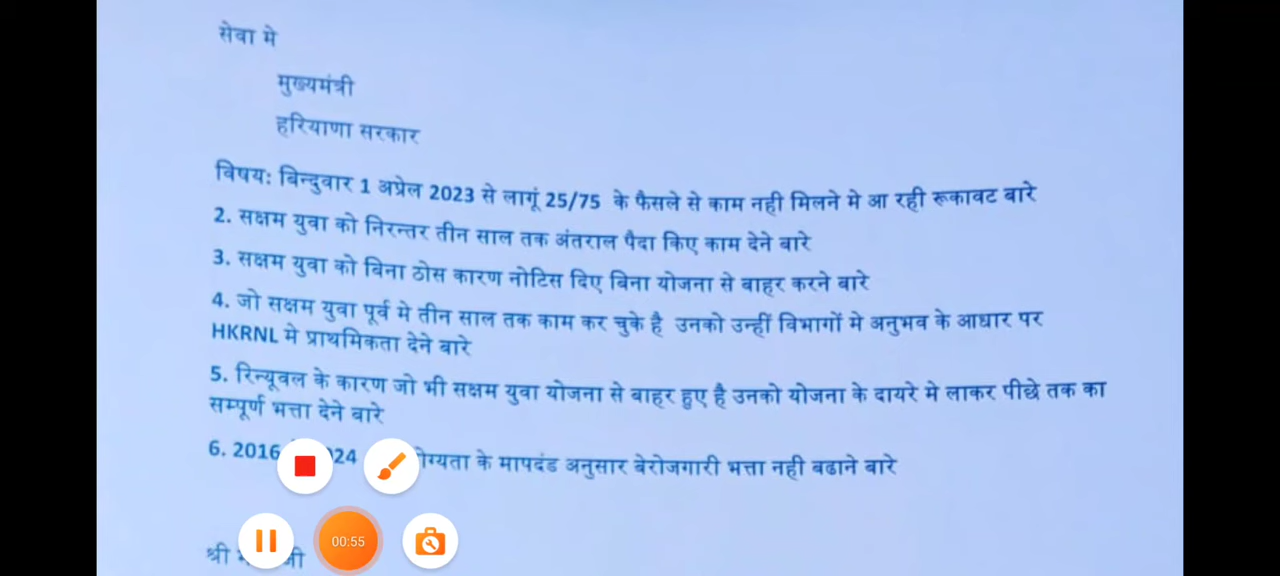 सेवा मे
मुख्यमंत्री
हरियाणा सरकार
विषय: बिन्दुवार 1 अप्रेल 2023 से लागूं 25/75 के फैसले से काम नही मिलने मे आ रही रूकावट बारे
2. सक्षम युवा को निरन्तर तीन साल तक अंतराल पैदा किए काम देने बारे
3. सक्षम युवा को बिना ठोस कारण नोटिस दिए बिना योजना से बाहर करने बारे
4. जो सक्षम युवा पूर्व मे तीन साल तक काम कर चुके है उनको उन्हीं विभागों मे अनुभव के आधार पर
HKRNL मे प्राथमिकता देने बारे
5. रिन्यूवल के कारण जो भी सक्षम युवा योजना से बाहर हुए है उनको योजना के दायरे मे लाकर पीछे तक का
सम्पूर्ण भत्ता देने बारे
6. 2016 के मापदंड अनुसार बेरोजगारी भत्ता नही बढाने बारे
श्री
00:55